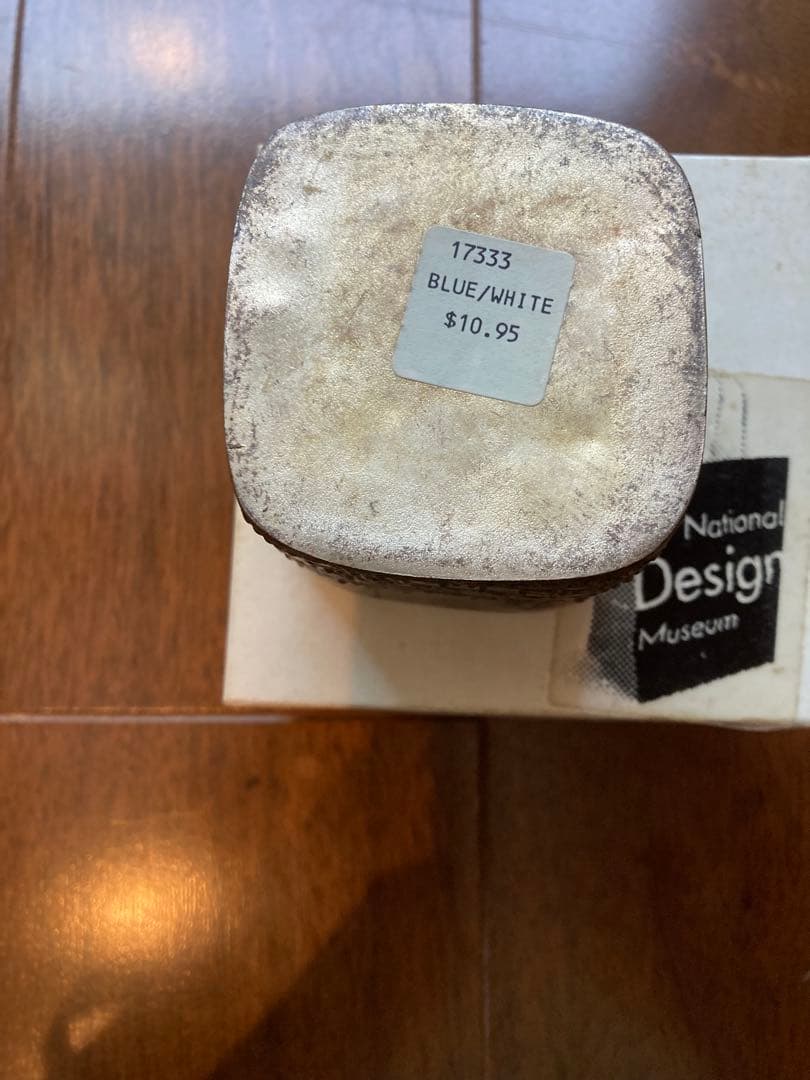 17333
BLUE/WHITE
$10.95
National
Design
Museum